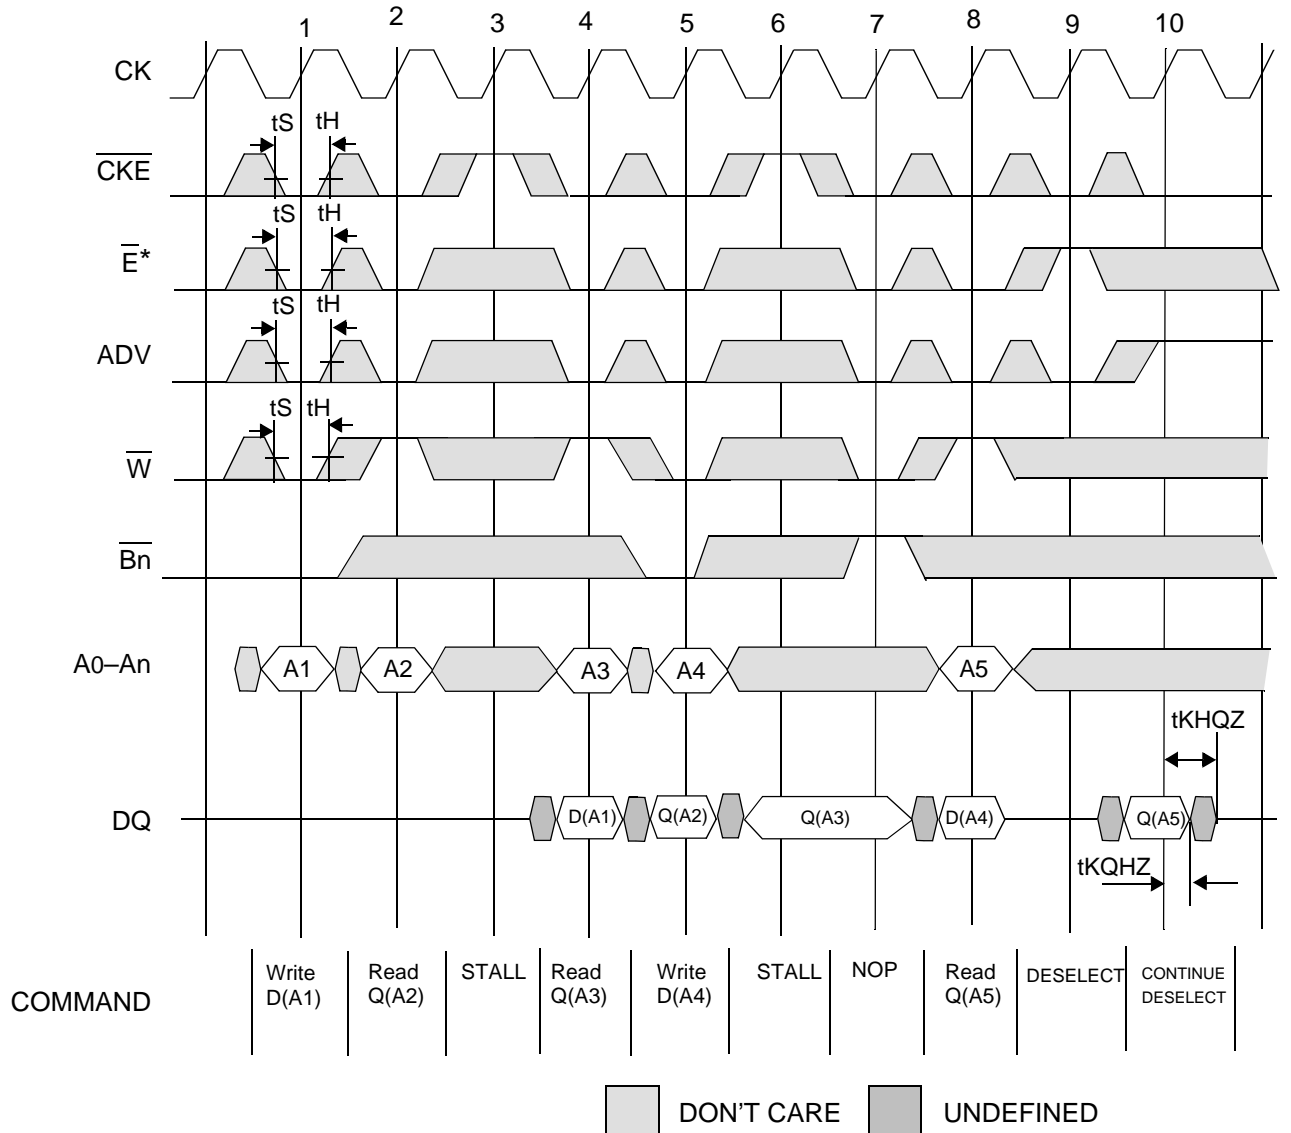 1 2 3 4 5 6 7 8 9 10
CK
tS tH
CKE
tS tH
E*
tS tH
ADV
tS tH
W
Bn
A0–An A1 A2 A3 A4 A5
tKHQZ
DQ D(A1) Q(A2) Q(A3) D(A4) Q(A5)
tKQHZ
COMMAND
Write
D(A1)
Read
Q(A2)
STALL
Read
Q(A3)
Write
D(A4)
STALL
NOP
Read
Q(A5)
DESELECT
CONTINUE
DESELECT
DON'T CARE
UNDEFINED